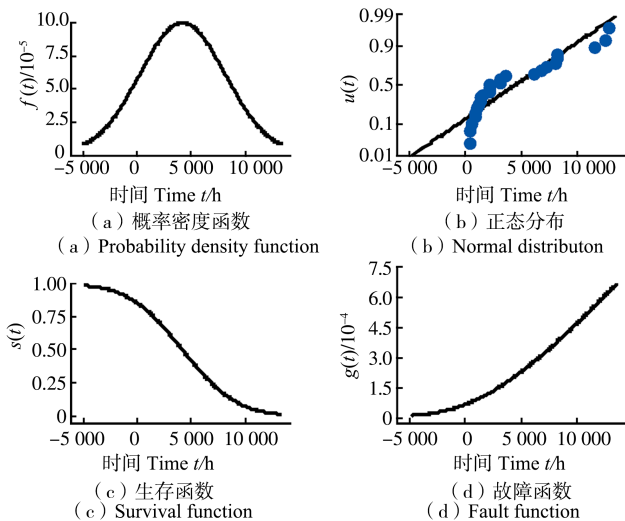 10.0
7.5
5.0
2.5
0
f(t)/10⁻⁵
−5 000 0 5 000 10 000
时间 Time t/h
（a）概率密度函数
（a）Probability density function
0.99
0.9
0.5
0.1
0.01
u(t)
−5 000 0 5 000 10 000
时间 Time t/h
（b）正态分布
（b）Normal distributon
1.00
0.75
0.50
0.25
0
s(t)
−5 000 0 5 000 10 000
时间 Time t/h
（c）生存函数
（c）Survival function
7.5
6.0
4.5
3.0
1.5
0
g(t)/10⁻⁴
−5 000 0 5 000 10 000
时间 Time t/h
（d）故障函数
（d）Fault function